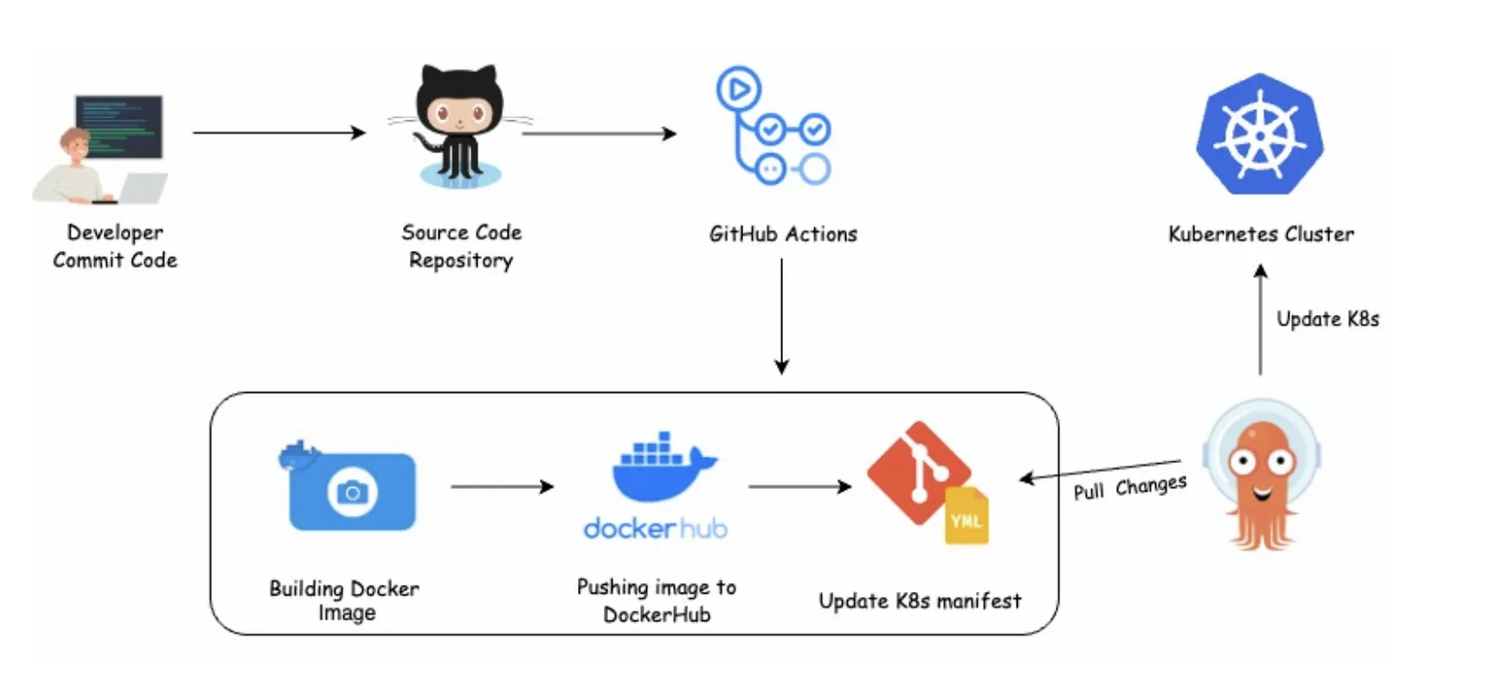 Developer
Commit Code
Source Code
Repository
GitHub Actions
Kubernetes Cluster
Update K8s
Pull Changes
YML
dockerhub
Building Docker
Image
Pushing image to
DockerHub
Update K8s manifest